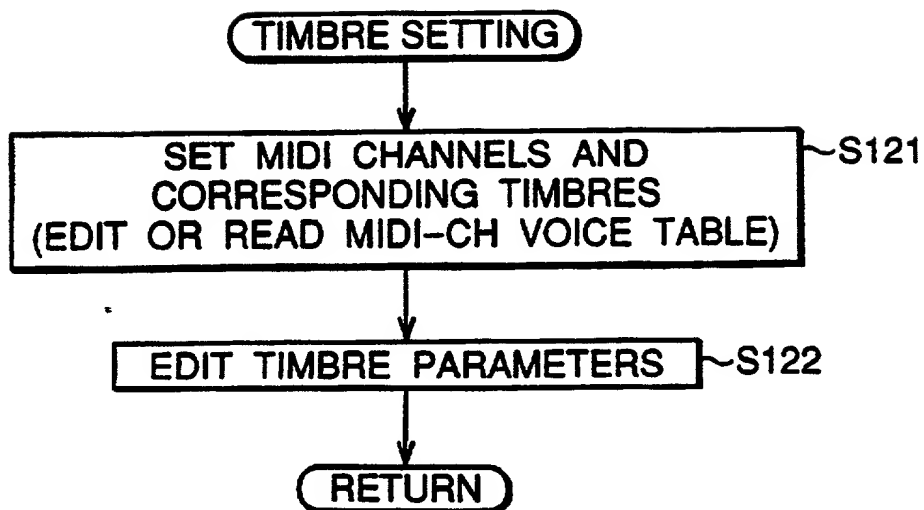 TIMBRE SETTING
SET MIDI CHANNELS AND
CORRESPONDING TIMBRES
(EDIT OR READ MIDI-CH VOICE TABLE)
~S121
EDIT TIMBRE PARAMETERS
~S122
RETURN